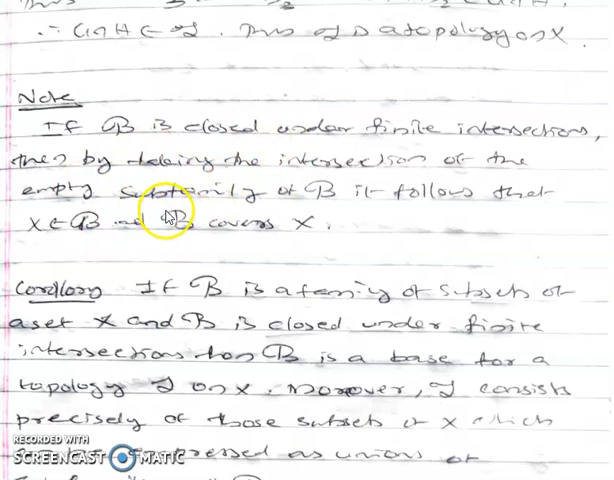 ∴ G∩H ∈ 𝒥. Thus 𝒥 is a topology on X.
Note
If ℬ is closed under finite intersections,
then by taking the intersection of the
empty subfamily of ℬ it follows that
X ∈ ℬ and ℬ covers X.
Corollary If ℬ is a family of subsets of
a set X and ℬ is closed under finite
intersections then ℬ is a base for a
topology 𝒥 on X. Moreover, 𝒥 consists
precisely of those subsets of X which
expressed as unions of
RECORDED WITH
SCREENCAST MATIC